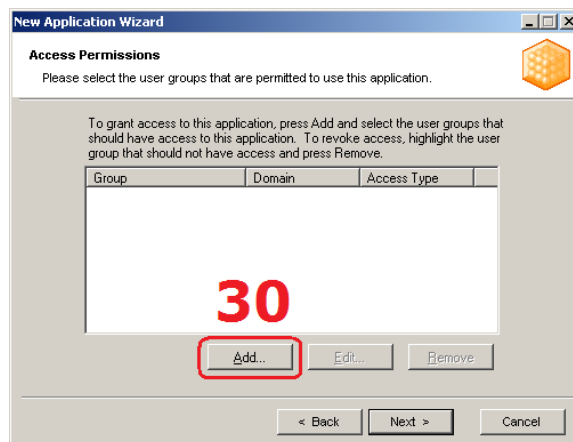 New Application Wizard
Access Permissions
Please select the user groups that are permitted to use this application.
To grant access to this application, press Add and select the user groups that
should have access to this application. To revoke access, highlight the user
group that should not have access and press Remove.
Group Domain Access Type
30
Add... Edit... Remove
< Back Next > Cancel